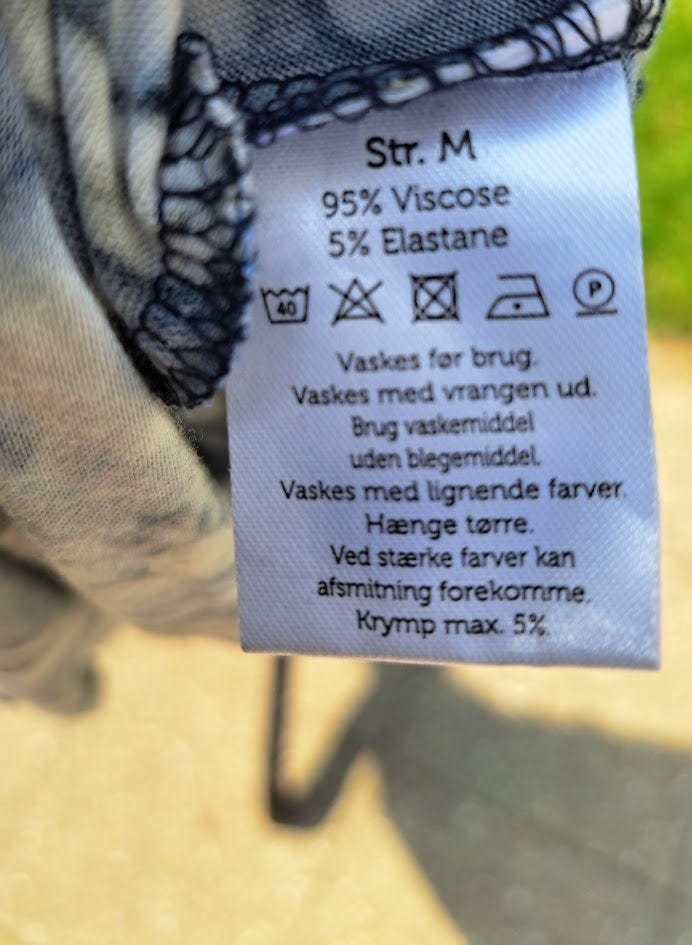 Str. M
95% Viscose
5% Elastane
40 P
Vaskes før brug.
Vaskes med vrangen ud.
Brug vaskemiddel
uden blegemiddel.
Vaskes med lignende farver.
Hænge tørre.
Ved stærke farver kan
afsmitning forekomme.
Krymp max. 5%.